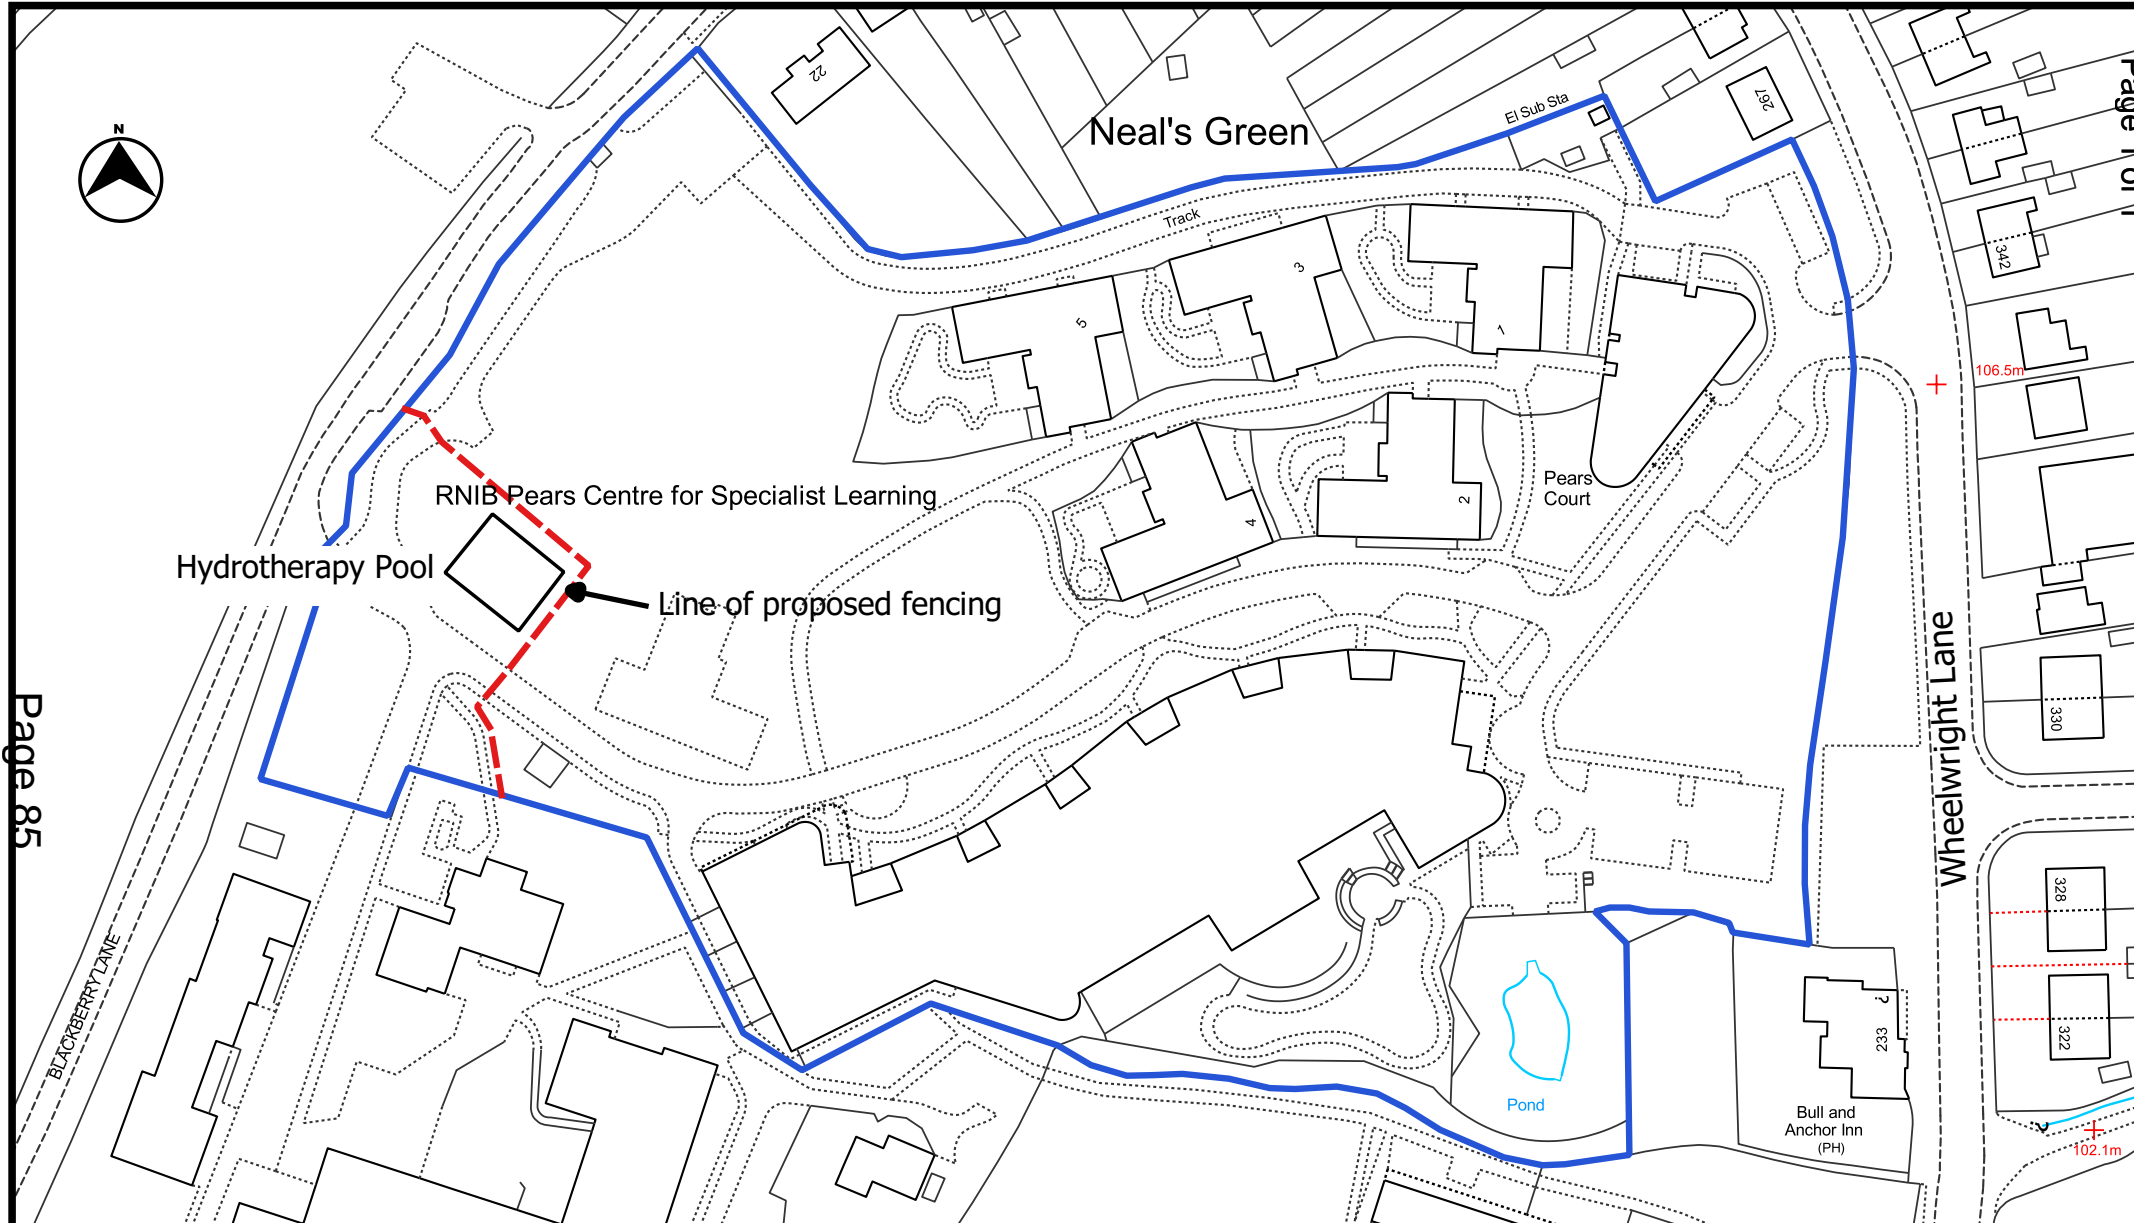 N
22
Neal's Green
El Sub Sta
267
Track
342
5
3
1
106.5m
RNIB Pears Centre for Specialist Learning
Pears
Court
2
4
Hydrotherapy Pool
Line of proposed fencing
Wheelwright Lane
330
Page 85
328
322
BLACKBERRY LANE
233
Pond
Bull and
Anchor Inn
(PH)
102.1m